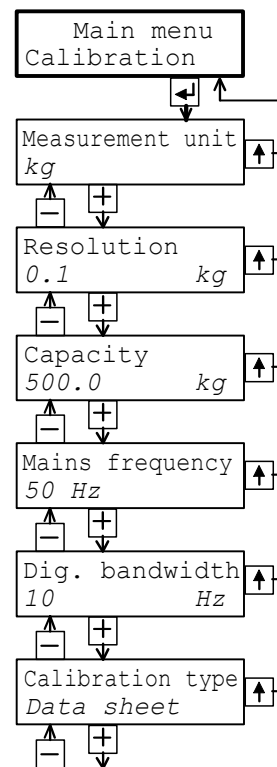 Main menu
Calibration
Measurement unit
kg
Resolution
0.1 kg
Capacity
500.0 kg
Mains frequency
50 Hz
Dig. bandwidth
10 Hz
Calibration type
Data sheet